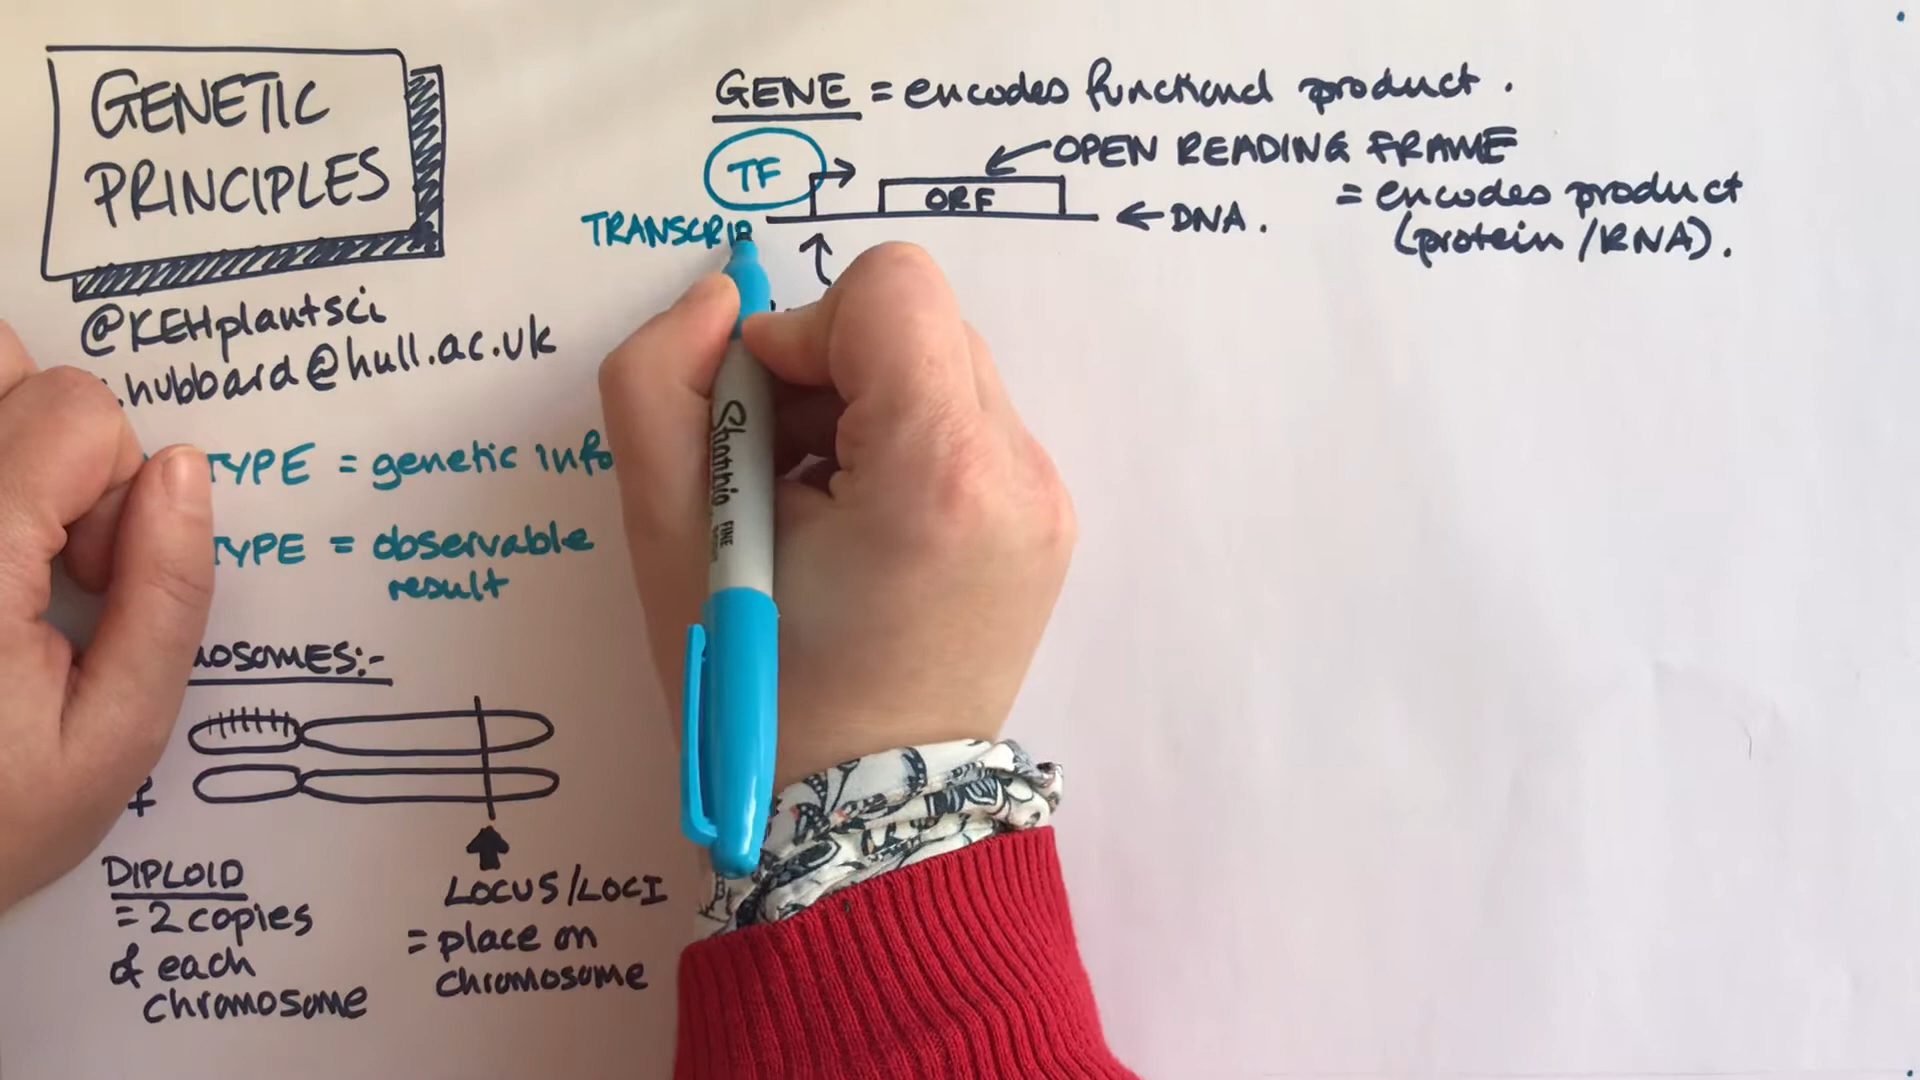 GENETIC
PRINCIPLES
@KEHplantsci
.hubbard@hull.ac.uk
TYPE = genetic info
TYPE = observable
result
MOSOMES:-
♀
DIPLOID
= 2 copies
of each
chromosome
LOCUS/LOCI
= place on
chromosome
GENE = encodes functional product.
TF
OPEN READING FRAME
= encodes product
(protein/RNA).
ORF
← DNA.
TRANSCRIP
Sharpie
FINE